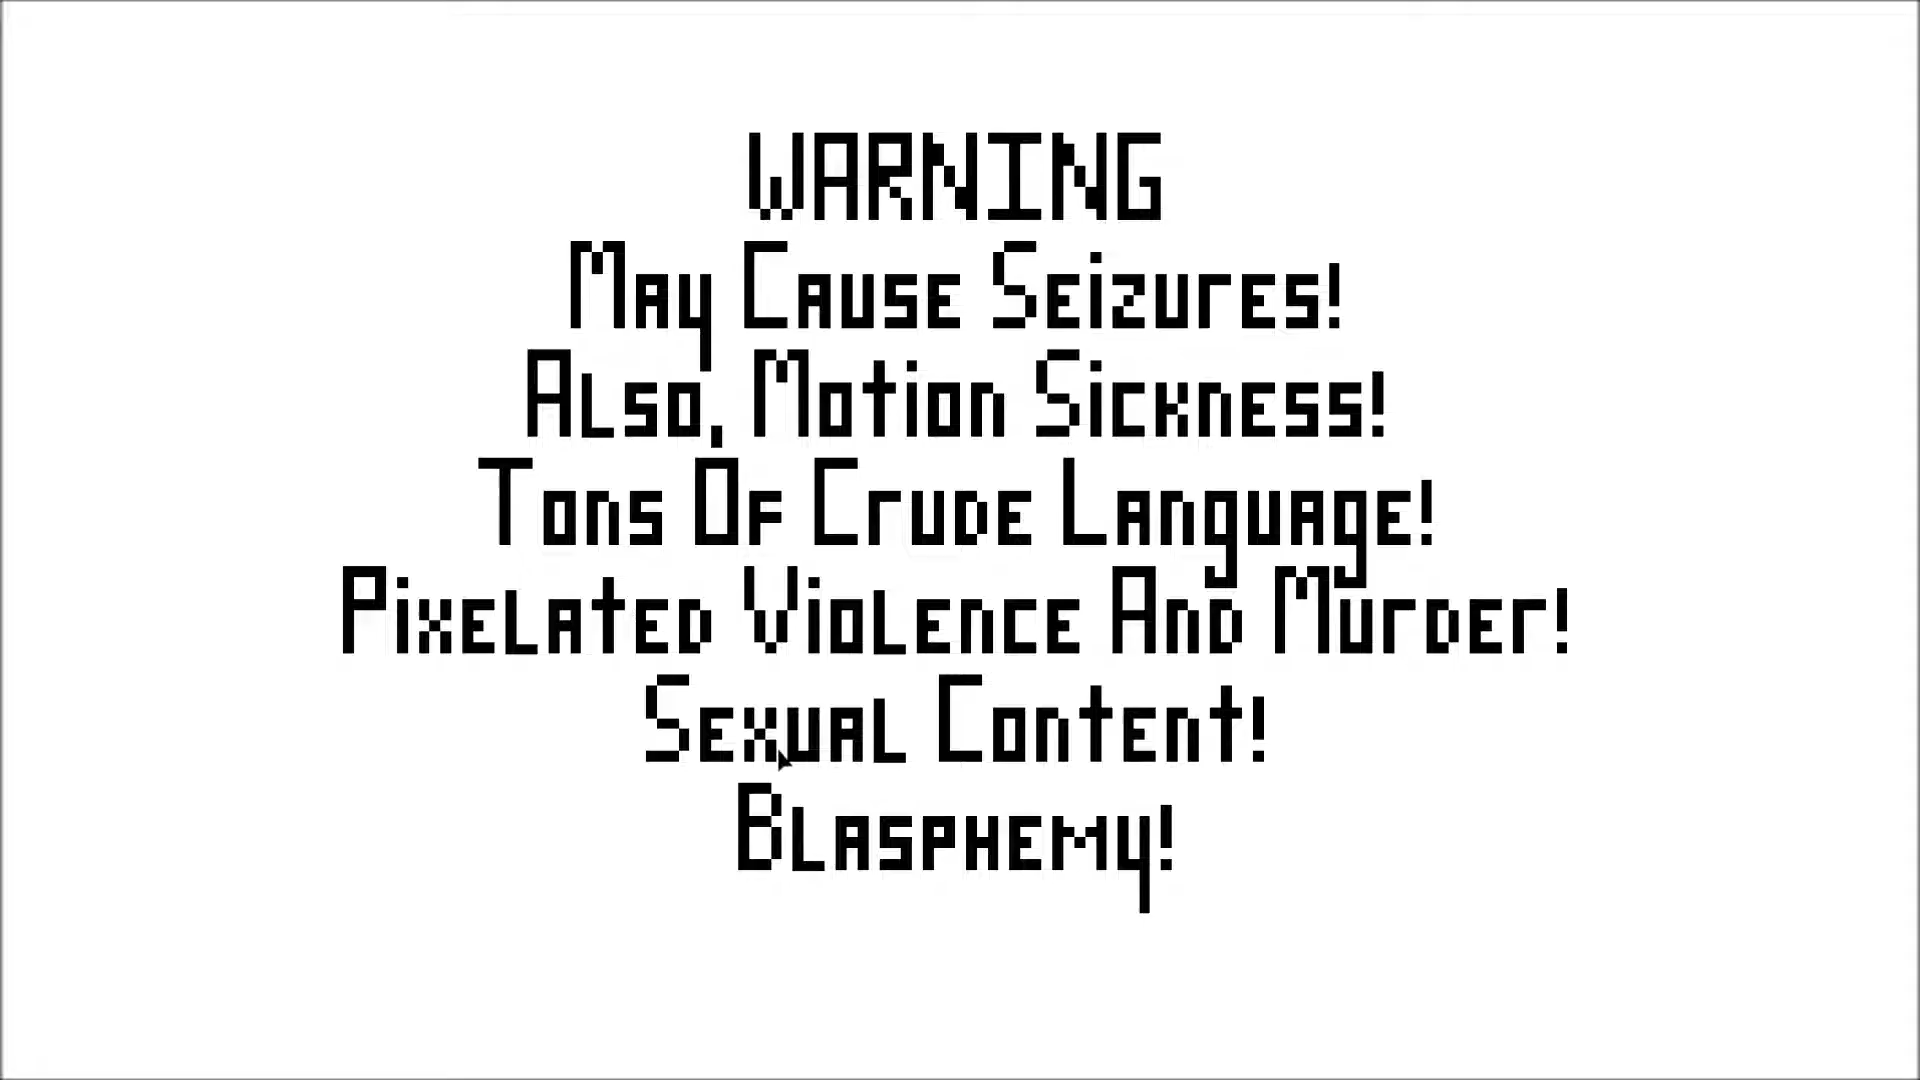 WARNING
May Cause Seizures!
Also, Motion Sickness!
Tons Of Crude Language!
Pixelated Violence And Murder!
Sexual Content!
Blasphemy!